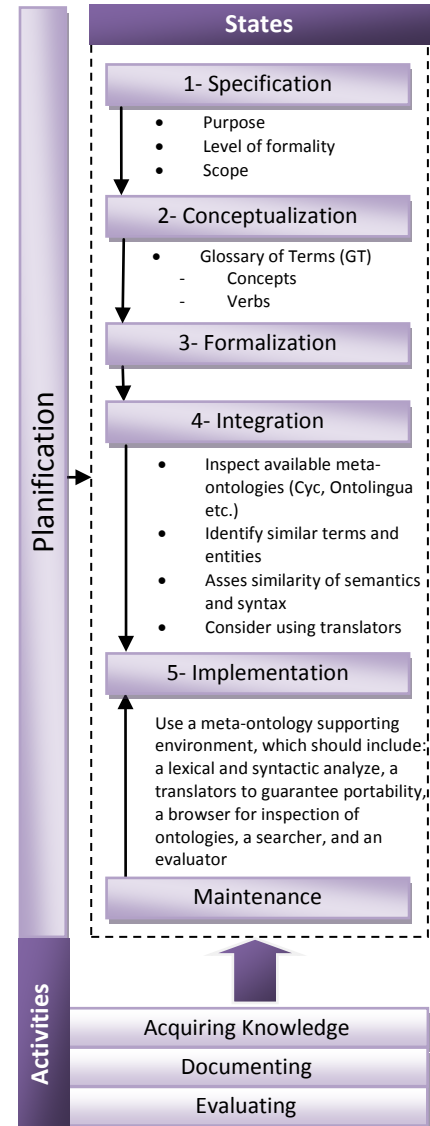 States
1- Specification
• Purpose
• Level of formality
• Scope
2- Conceptualization
• Glossary of Terms (GT)
- Concepts
- Verbs
3- Formalization
4- Integration
• Inspect available meta-
ontologies (Cyc, Ontolingua
etc.)
• Identify similar terms and
entities
• Asses similarity of semantics
and syntax
• Consider using translators
5- Implementation
Use a meta-ontology supporting
environment, which should include:
a lexical and syntactic analyze, a
translators to guarantee portability,
a browser for inspection of
ontologies, a searcher, and an
evaluator
Maintenance
Planification
Activities
Acquiring Knowledge
Documenting
Evaluating